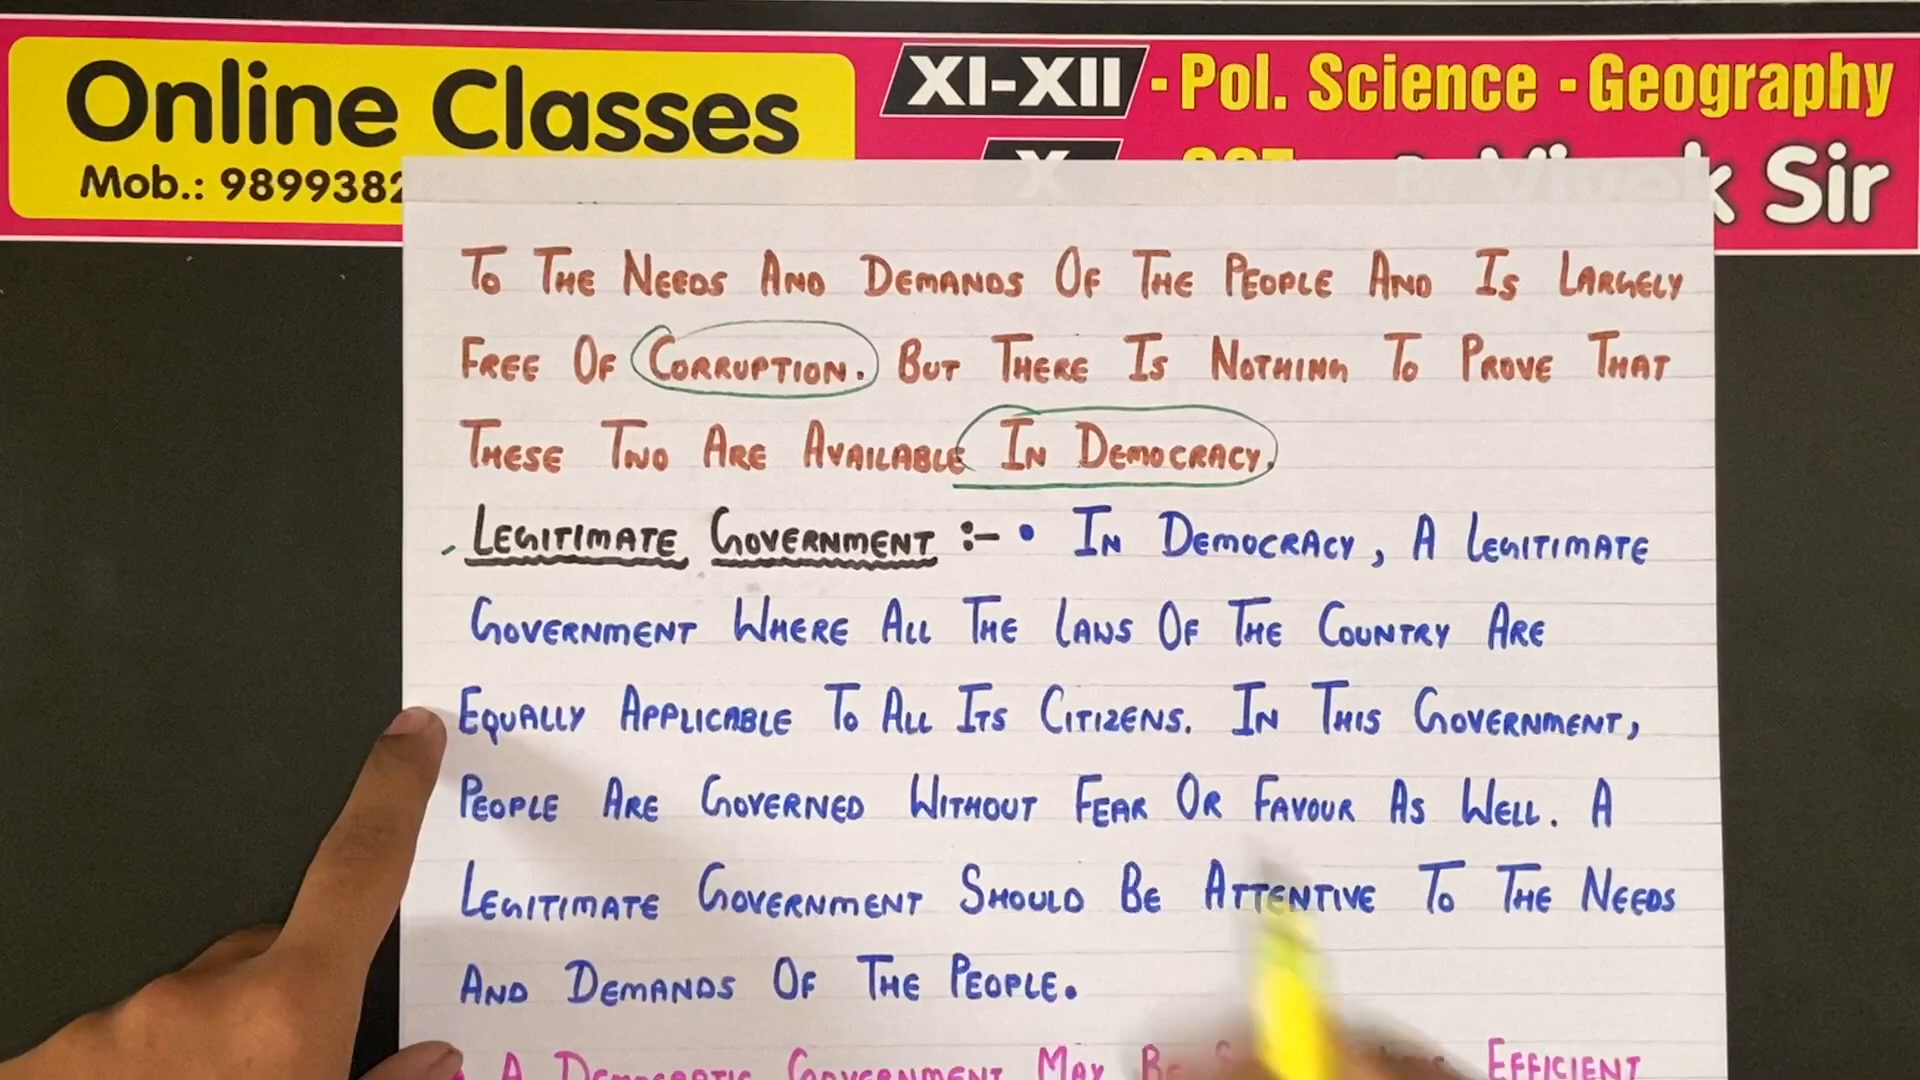 Online Classes
Mob.: 9899382
XI-XII - Pol. Science - Geography
X
Sir
TO THE NEEDS AND DEMANDS OF THE PEOPLE AND IS LARGELY
FREE OF CORRUPTION. BUT THERE IS NOTHING TO PROVE THAT
THESE TWO ARE AVAILABLE IN DEMOCRACY.
LEGITIMATE GOVERNMENT :- • IN DEMOCRACY, A LEGITIMATE
GOVERNMENT WHERE ALL THE LAWS OF THE COUNTRY ARE
EQUALLY APPLICABLE TO ALL ITS CITIZENS. IN THIS GOVERNMENT,
PEOPLE ARE GOVERNED WITHOUT FEAR OR FAVOUR AS WELL. A
LEGITIMATE GOVERNMENT SHOULD BE ATTENTIVE TO THE NEEDS
AND DEMANDS OF THE PEOPLE.
A DEMOCRATIC GOVERNMENT MAY BE EFFICIENT